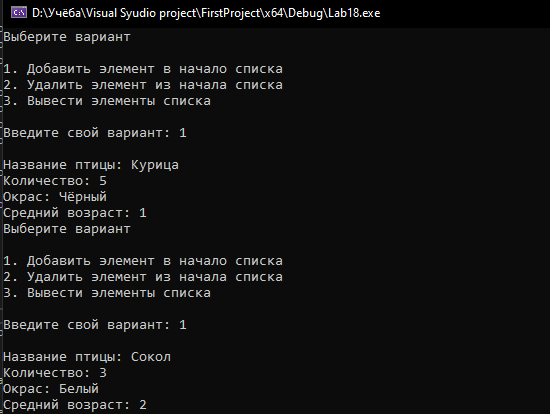 D:\Учёба\Visual Syudio project\FirstProject\x64\Debug\Lab18.exe
Выберите вариант
1. Добавить элемент в начало списка
2. Удалить элемент из начала списка
3. Вывести элементы списка
Введите свой вариант: 1
Название птицы: Курица
Количество: 5
Окрас: Чёрный
Средний возраст: 1
Выберите вариант
1. Добавить элемент в начало списка
2. Удалить элемент из начала списка
3. Вывести элементы списка
Введите свой вариант: 1
Название птицы: Сокол
Количество: 3
Окрас: Белый
Средний возраст: 2